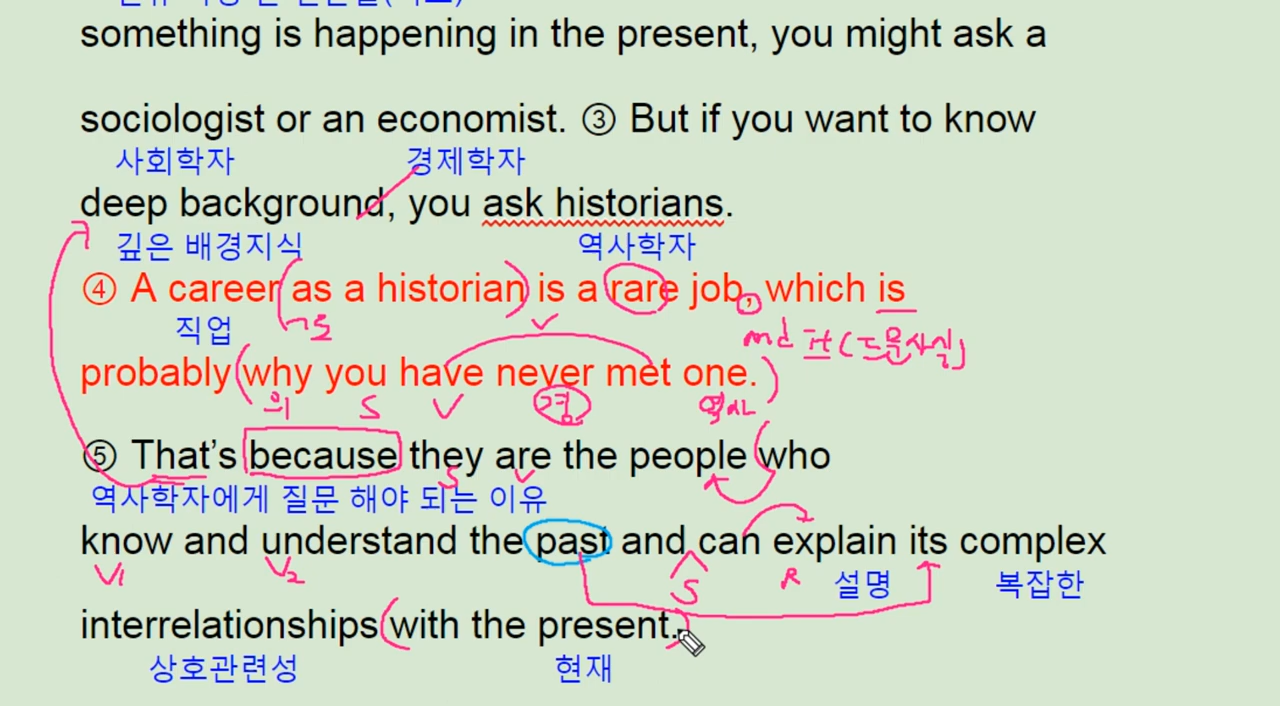 something is happening in the present, you might ask a
sociologist or an economist. ③ But if you want to know
사회학자 경제학자
deep background, you ask historians.
깊은 배경지식 역사학자
④ A career as a historian is a rare job, which is
직업 V
probably why you have never met one.
의 S V 경
⑤ That's because they are the people who
S V
역사학자에게 질문 해야 되는 이유
know and understand the past and can explain its complex
V1 V2 S R 설명 복잡한
interrelationships with the present.
상호관련성 현재